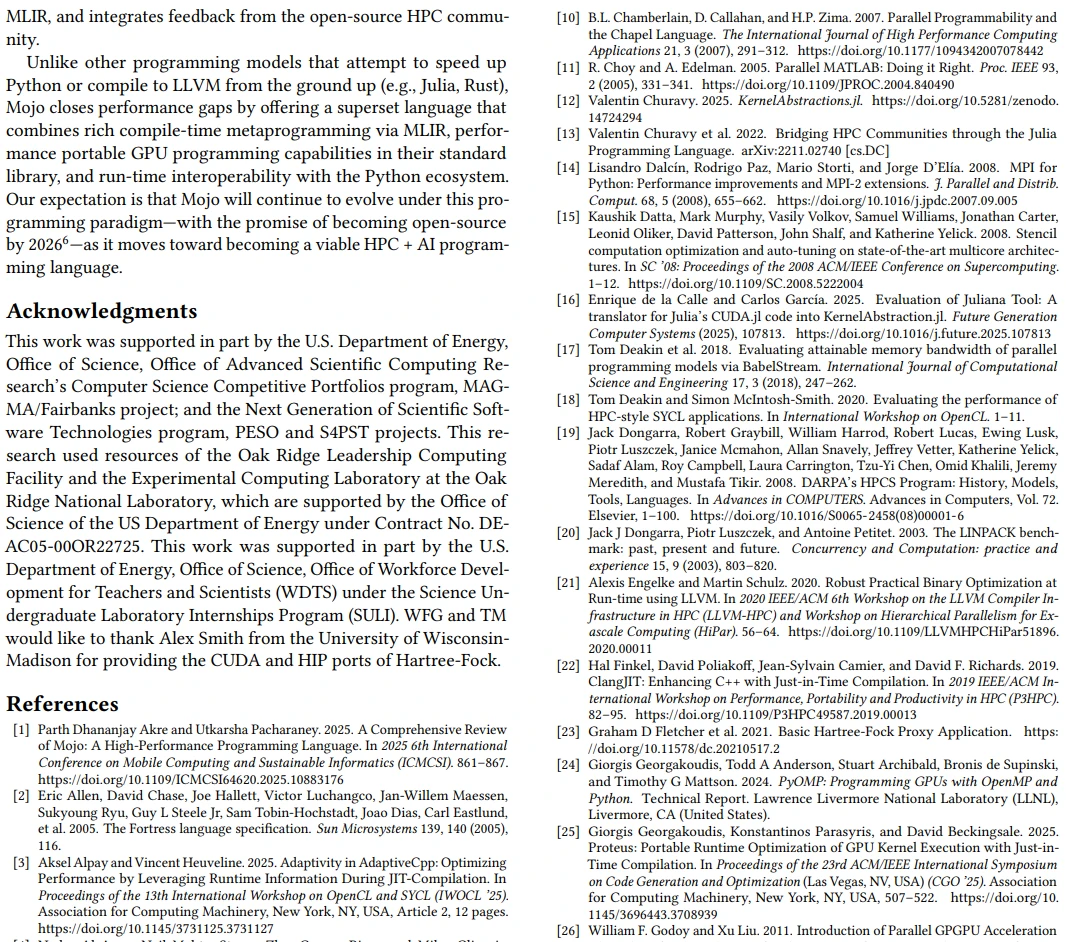 MLIR, and integrates feedback from the open-source HPC commu-
nity.
Unlike other programming models that attempt to speed up
Python or compile to LLVM from the ground up (e.g., Julia, Rust),
Mojo closes performance gaps by offering a superset language that
combines rich compile-time metaprogramming via MLIR, perfor-
mance portable GPU programming capabilities in their standard
library, and run-time interoperability with the Python ecosystem.
Our expectation is that Mojo will continue to evolve under this pro-
gramming paradigm—with the promise of becoming open-source
by 2026⁶—as it moves toward becoming a viable HPC + AI program-
ming language.
Acknowledgments
This work was supported in part by the U.S. Department of Energy,
Office of Science, Office of Advanced Scientific Computing Re-
search's Computer Science Competitive Portfolios program, MAG-
MA/Fairbanks project; and the Next Generation of Scientific Soft-
ware Technologies program, PESO and S4PST projects. This re-
search used resources of the Oak Ridge Leadership Computing
Facility and the Experimental Computing Laboratory at the Oak
Ridge National Laboratory, which are supported by the Office of
Science of the US Department of Energy under Contract No. DE-
AC05-00OR22725. This work was supported in part by the U.S.
Department of Energy, Office of Science, Office of Workforce Devel-
opment for Teachers and Scientists (WDTS) under the Science Un-
dergraduate Laboratory Internships Program (SULI). WFG and TM
would like to thank Alex Smith from the University of Wisconsin-
Madison for providing the CUDA and HIP ports of Hartree-Fock.
References
[1] Parth Dhananjay Akre and Utkarsha Pacharaney. 2025. A Comprehensive Review
of Mojo: A High-Performance Programming Language. In 2025 6th International
Conference on Mobile Computing and Sustainable Informatics (ICMCSI). 861–867.
https://doi.org/10.1109/ICMCSI64620.2025.10883176
[2] Eric Allen, David Chase, Joe Hallett, Victor Luchangco, Jan-Willem Maessen,
Sukyoung Ryu, Guy L Steele Jr, Sam Tobin-Hochstadt, Joao Dias, Carl Eastlund,
et al. 2005. The Fortress language specification. Sun Microsystems 139, 140 (2005),
116.
[3] Aksel Alpay and Vincent Heuveline. 2025. Adaptivity in AdaptiveCpp: Optimizing
Performance by Leveraging Runtime Information During JIT-Compilation. In
Proceedings of the 13th International Workshop on OpenCL and SYCL (IWOCL '25).
Association for Computing Machinery, New York, NY, USA, Article 2, 12 pages.
https://doi.org/10.1145/3731125.3731127
[10] B.L. Chamberlain, D. Callahan, and H.P. Zima. 2007. Parallel Programmability and
the Chapel Language. The International Journal of High Performance Computing
Applications 21, 3 (2007), 291–312. https://doi.org/10.1177/1094342007078442
[11] R. Choy and A. Edelman. 2005. Parallel MATLAB: Doing it Right. Proc. IEEE 93,
2 (2005), 331–341. https://doi.org/10.1109/JPROC.2004.840490
[12] Valentin Churavy. 2025. KernelAbstractions.jl. https://doi.org/10.5281/zenodo.
14724294
[13] Valentin Churavy et al. 2022. Bridging HPC Communities through the Julia
Programming Language. arXiv:2211.02740 [cs.DC]
[14] Lisandro Dalcín, Rodrigo Paz, Mario Storti, and Jorge D'Elía. 2008. MPI for
Python: Performance improvements and MPI-2 extensions. J. Parallel and Distrib.
Comput. 68, 5 (2008), 655–662. https://doi.org/10.1016/j.jpdc.2007.09.005
[15] Kaushik Datta, Mark Murphy, Vasily Volkov, Samuel Williams, Jonathan Carter,
Leonid Oliker, David Patterson, John Shalf, and Katherine Yelick. 2008. Stencil
computation optimization and auto-tuning on state-of-the-art multicore architec-
tures. In SC '08: Proceedings of the 2008 ACM/IEEE Conference on Supercomputing.
1–12. https://doi.org/10.1109/SC.2008.5222004
[16] Enrique de la Calle and Carlos García. 2025. Evaluation of Juliana Tool: A
translator for Julia's CUDA.jl code into KernelAbstraction.jl. Future Generation
Computer Systems (2025), 107813. https://doi.org/10.1016/j.future.2025.107813
[17] Tom Deakin et al. 2018. Evaluating attainable memory bandwidth of parallel
programming models via BabelStream. International Journal of Computational
Science and Engineering 17, 3 (2018), 247–262.
[18] Tom Deakin and Simon McIntosh-Smith. 2020. Evaluating the performance of
HPC-style SYCL applications. In International Workshop on OpenCL. 1–11.
[19] Jack Dongarra, Robert Graybill, William Harrod, Robert Lucas, Ewing Lusk,
Piotr Luszczek, Janice Mcmahon, Allan Snavely, Jeffrey Vetter, Katherine Yelick,
Sadaf Alam, Roy Campbell, Laura Carrington, Tzu-Yi Chen, Omid Khalili, Jeremy
Meredith, and Mustafa Tikir. 2008. DARPA's HPCS Program: History, Models,
Tools, Languages. In Advances in COMPUTERS. Advances in Computers, Vol. 72.
Elsevier, 1–100. https://doi.org/10.1016/S0065-2458(08)00001-6
[20] Jack J Dongarra, Piotr Luszczek, and Antoine Petitet. 2003. The LINPACK bench-
mark: past, present and future. Concurrency and Computation: practice and
experience 15, 9 (2003), 803–820.
[21] Alexis Engelke and Martin Schulz. 2020. Robust Practical Binary Optimization at
Run-time using LLVM. In 2020 IEEE/ACM 6th Workshop on the LLVM Compiler In-
frastructure in HPC (LLVM-HPC) and Workshop on Hierarchical Parallelism for Ex-
ascale Computing (HiPar). 56–64. https://doi.org/10.1109/LLVMHPCHiPar51896.
2020.00011
[22] Hal Finkel, David Poliakoff, Jean-Sylvain Camier, and David F. Richards. 2019.
ClangJIT: Enhancing C++ with Just-in-Time Compilation. In 2019 IEEE/ACM In-
ternational Workshop on Performance, Portability and Productivity in HPC (P3HPC).
82–95. https://doi.org/10.1109/P3HPC49587.2019.00013
[23] Graham D Fletcher et al. 2021. Basic Hartree-Fock Proxy Application. https:
//doi.org/10.11578/dc.20210517.2
[24] Giorgis Georgakoudis, Todd A Anderson, Stuart Archibald, Bronis de Supinski,
and Timothy G Mattson. 2024. PyOMP: Programming GPUs with OpenMP and
Python. Technical Report. Lawrence Livermore National Laboratory (LLNL),
Livermore, CA (United States).
[25] Giorgis Georgakoudis, Konstantinos Parasyris, and David Beckingsale. 2025.
Proteus: Portable Runtime Optimization of GPU Kernel Execution with Just-in-
Time Compilation. In Proceedings of the 23rd ACM/IEEE International Symposium
on Code Generation and Optimization (Las Vegas, NV, USA) (CGO '25). Association
for Computing Machinery, New York, NY, USA, 507–522. https://doi.org/10.
1145/3696443.3708939
[26] William F. Godoy and Xu Liu. 2011. Introduction of Parallel GPGPU Acceleration